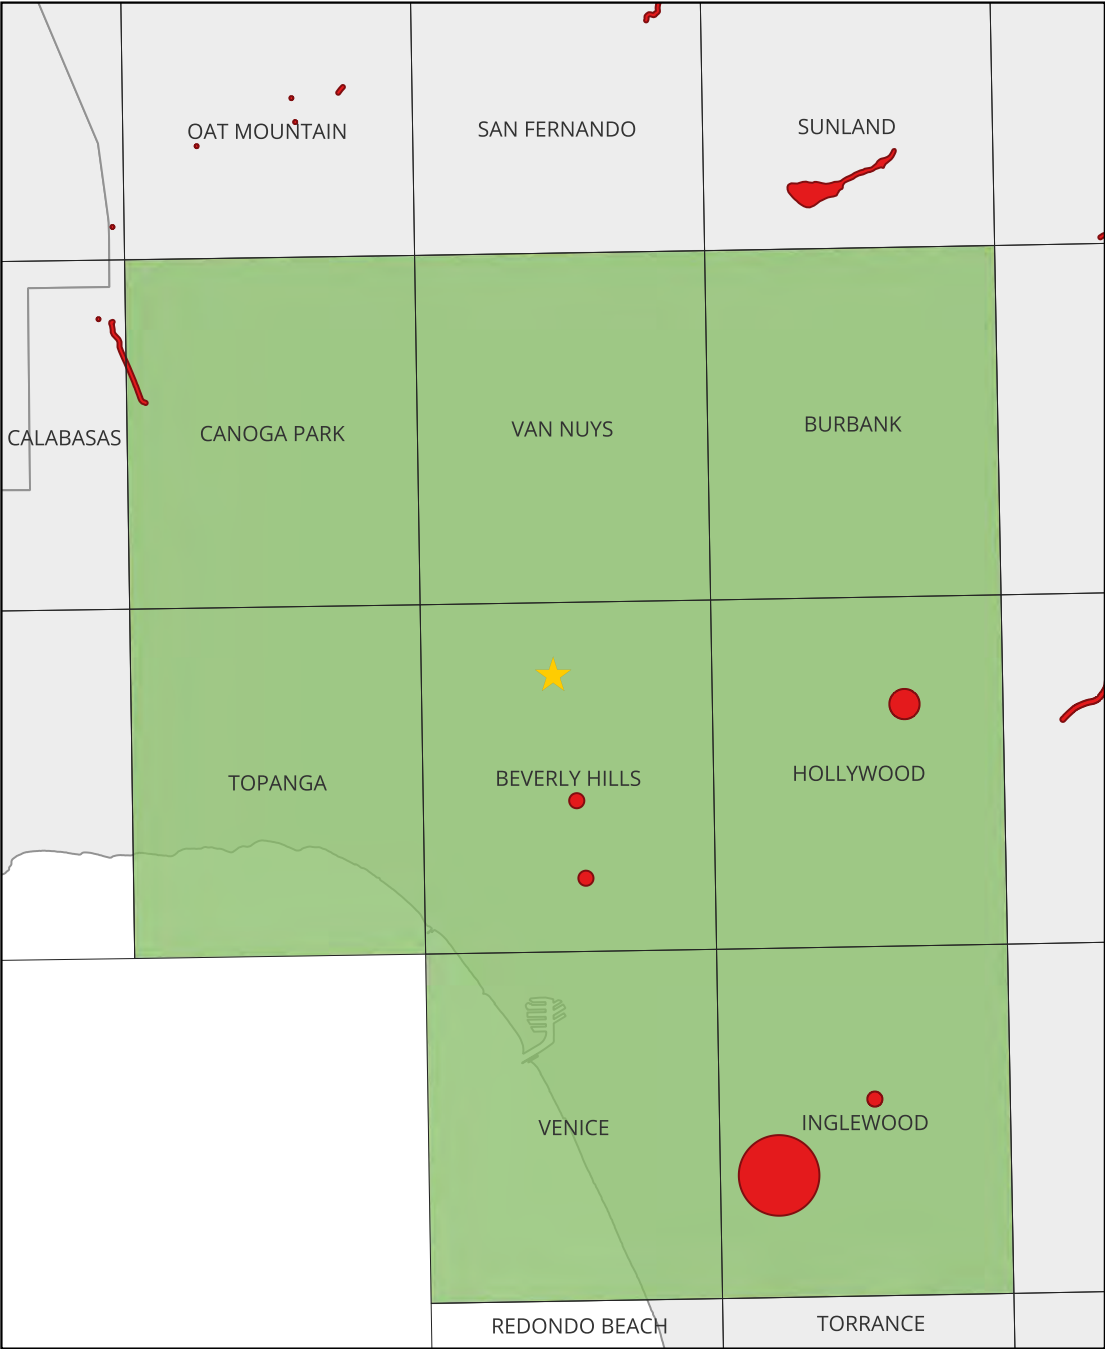 OAT MOUNTAIN
SAN FERNANDO
SUNLAND
CALABASAS
CANOGA PARK
VAN NUYS
BURBANK
TOPANGA
BEVERLY HILLS
HOLLYWOOD
VENICE
INGLEWOOD
REDONDO BEACH
TORRANCE